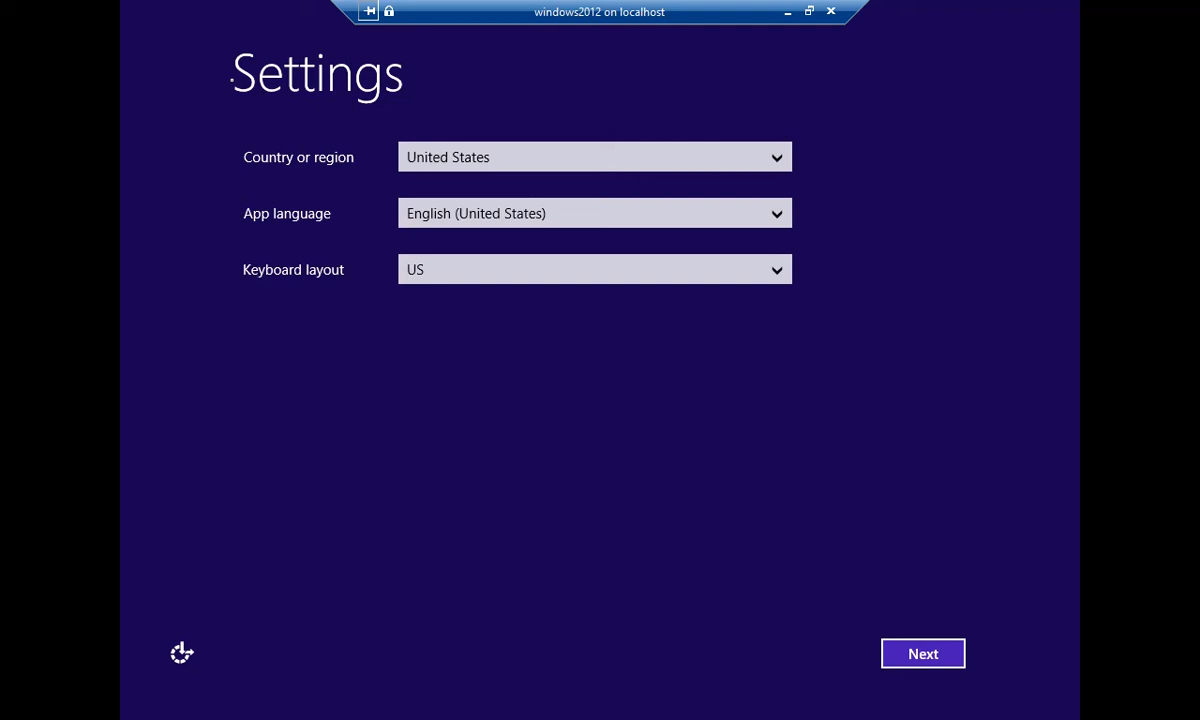 windows2012 on localhost
Settings
Country or region
United States
App language
English (United States)
Keyboard layout
US
Next